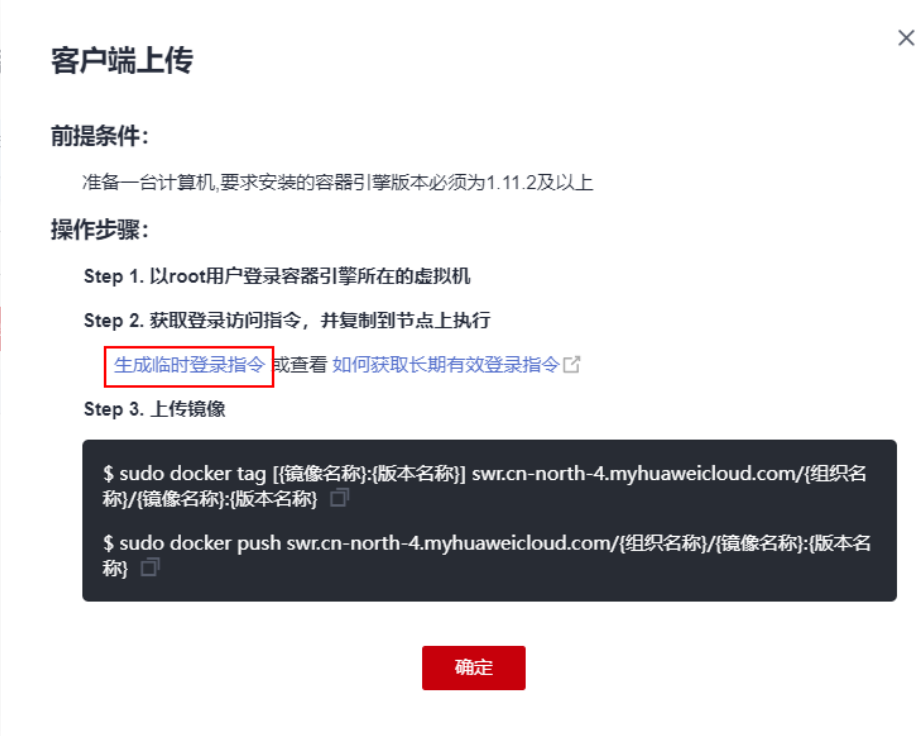 客户端上传
前提条件：
准备一台计算机,要求安装的容器引擎版本必须为1.11.2及以上
操作步骤：
Step 1. 以root用户登录容器引擎所在的虚拟机
Step 2. 获取登录访问指令，并复制到节点上执行
生成临时登录指令 或查看 如何获取长期有效登录指令
Step 3. 上传镜像
$ sudo docker tag [{镜像名称}:{版本名称}] swr.cn-north-4.myhuaweicloud.com/{组织名
称}/{镜像名称}:{版本名称}
$ sudo docker push swr.cn-north-4.myhuaweicloud.com/{组织名称}/{镜像名称}:{版本名
称}
确定